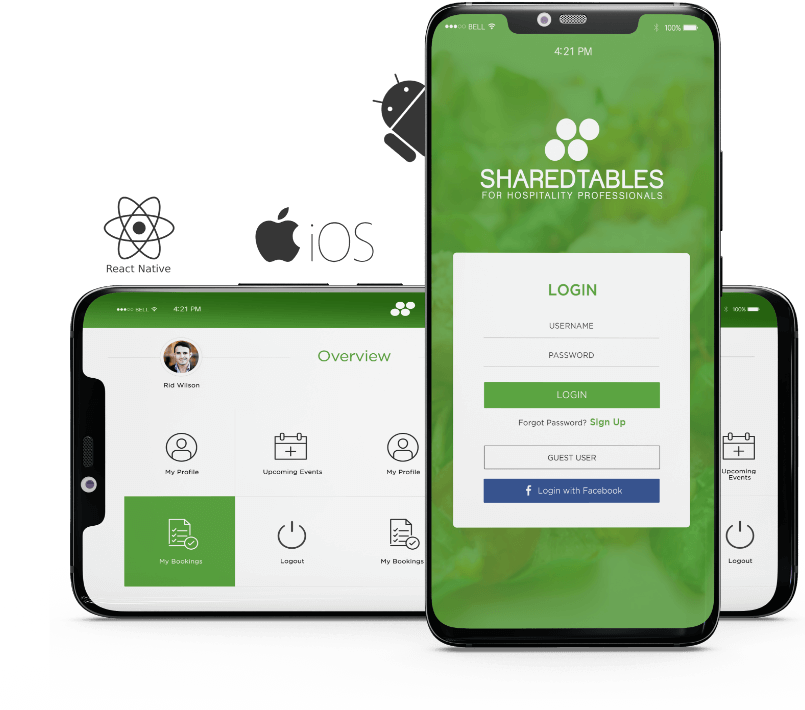 BELL
100%
4:21 PM
SHAREDTABLES
FOR HOSPITALITY PROFESSIONALS
React Native
iOS
LOGIN
USERNAME
PASSWORD
LOGIN
Forgot Password? Sign Up
GUEST USER
f Login with Facebook
BELL
4:21 PM
100%
Overview
Rid Wilson
My Profile
Upcoming Events
My Profile
Upcoming
Events
My Bookings
Logout
My Bookings
Logout